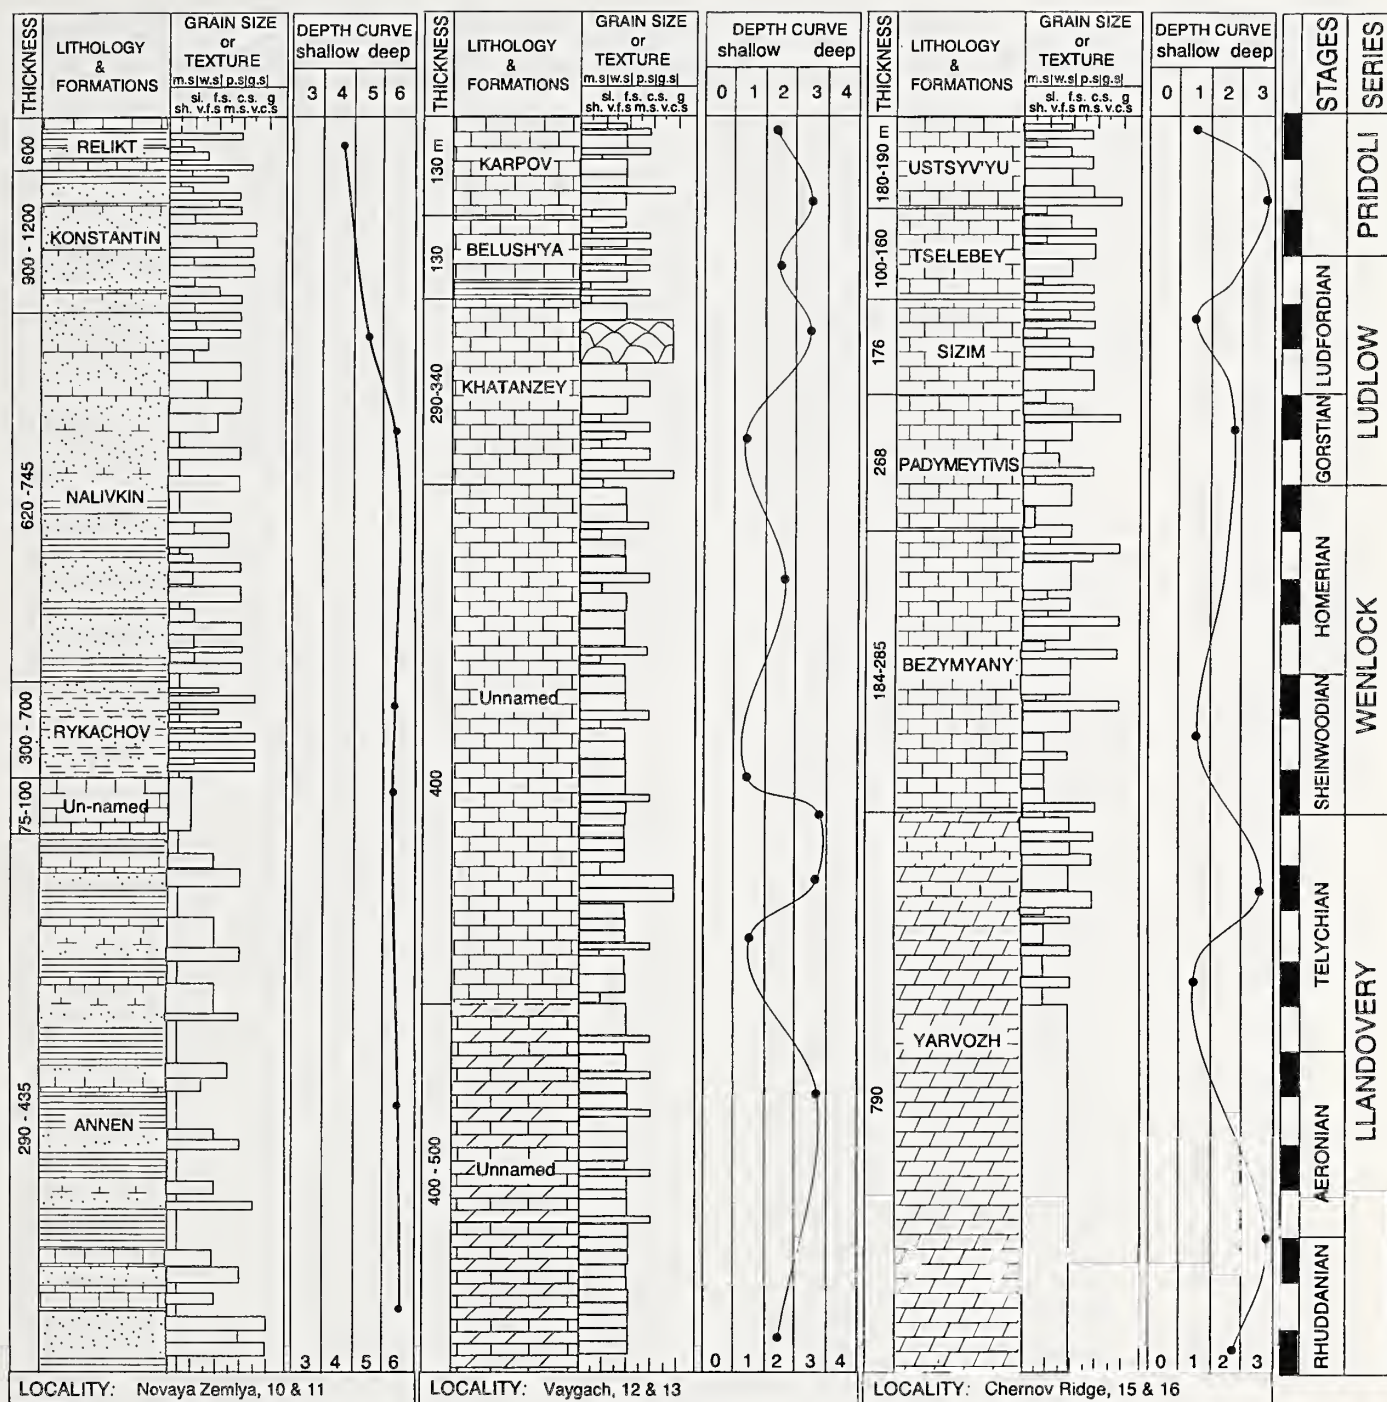 THICKNESS
LITHOLOGY
&
FORMATIONS
GRAIN SIZE
or
TEXTURE
m.s|w.s| p.s|g.s|
si. f.s. c.s. g
sh. v.f.s m.s. v.c.s
DEPTH CURVE
shallow deep
3 4 5 6
600
RELIKT
900 - 1200
KONSTANTIN
620 -745
NALIVKIN
300 - 700
RYKACHOV
75-100
Un-named
290 - 435
ANNEN
3 4 5 6
LOCALITY: Novaya Zemlya, 10 & 11
THICKNESS
LITHOLOGY
&
FORMATIONS
GRAIN SIZE
or
TEXTURE
m.s|w.s| p.s|g.s|
si. f.s. c.s. g
sh. v.f.s m.s. v.c.s
DEPTH CURVE
shallow deep
0 1 2 3 4
130 m
KARPOV
130
BELUSH'YA
290-340
KHATANZEY
400
Unnamed
400 - 500
Unnamed
0 1 2 3 4
LOCALITY: Vaygach, 12 & 13
THICKNESS
LITHOLOGY
&
FORMATIONS
GRAIN SIZE
or
TEXTURE
m.s|w.s| p.s|g.s|
si. f.s. c.s. g
sh. v.f.s m.s. v.c.s
DEPTH CURVE
shallow deep
0 1 2 3
180-190 m
USTSYV'YU
100-160
TSELEBEY
176
SIZIM
268
PADYMEYTIVIS
184-285
BEZYMYANY
790
YARVOZH
0 1 2 3
LOCALITY: Chernov Ridge, 15 & 16
STAGES
SERIES
PRIDOLI
LUDFORDIAN
GORSTIAN
LUDLOW
HOMERIAN
SHEINWOODIAN
WENLOCK
TELYCHIAN
AERONIAN
RHUDDANIAN
LLANDOVERY